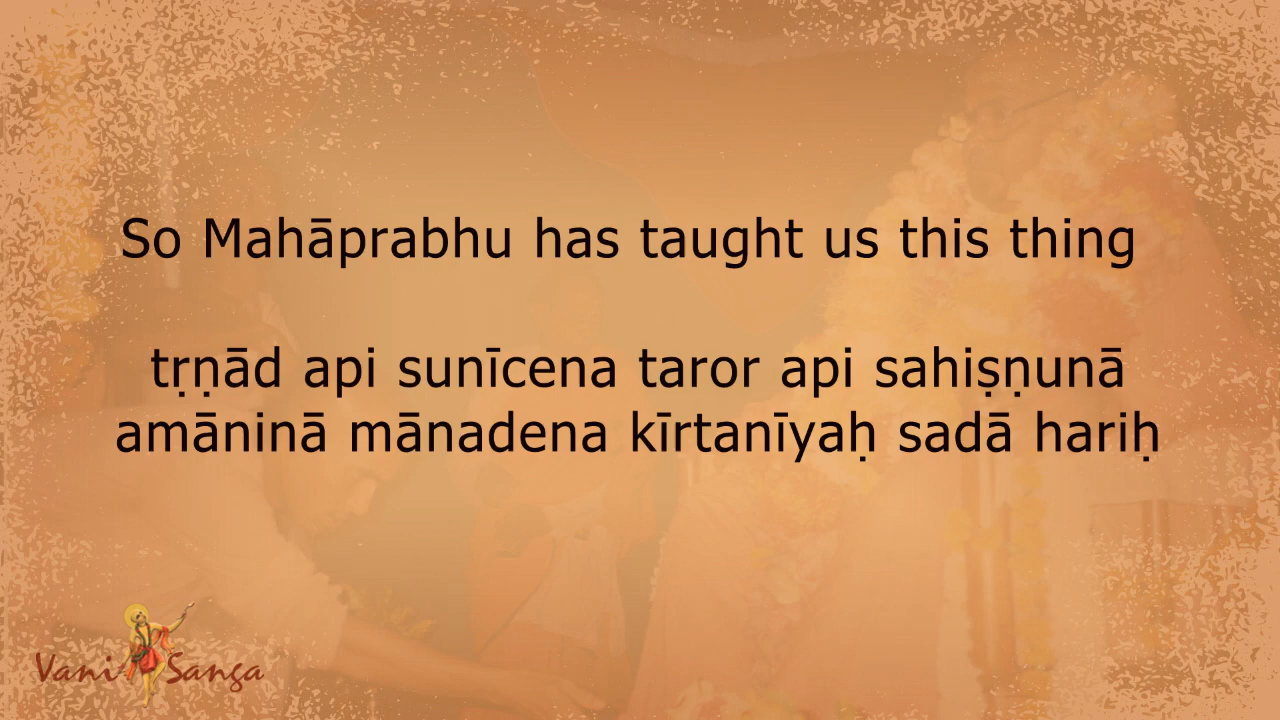 So Mahāprabhu has taught us this thing
tṛṇād api sunīcena taror api sahiṣṇunā
amāninā mānadena kīrtanīyaḥ sadā hariḥ
Vani Sanga